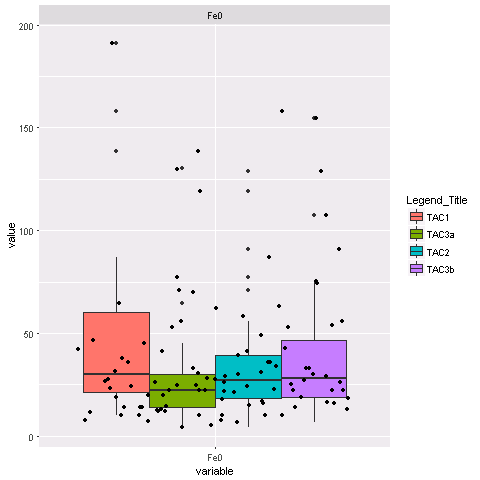 Fe0
200
150
100
50
0
value
Fe0
variable
Legend_Title
TAC1
TAC3a
TAC2
TAC3b